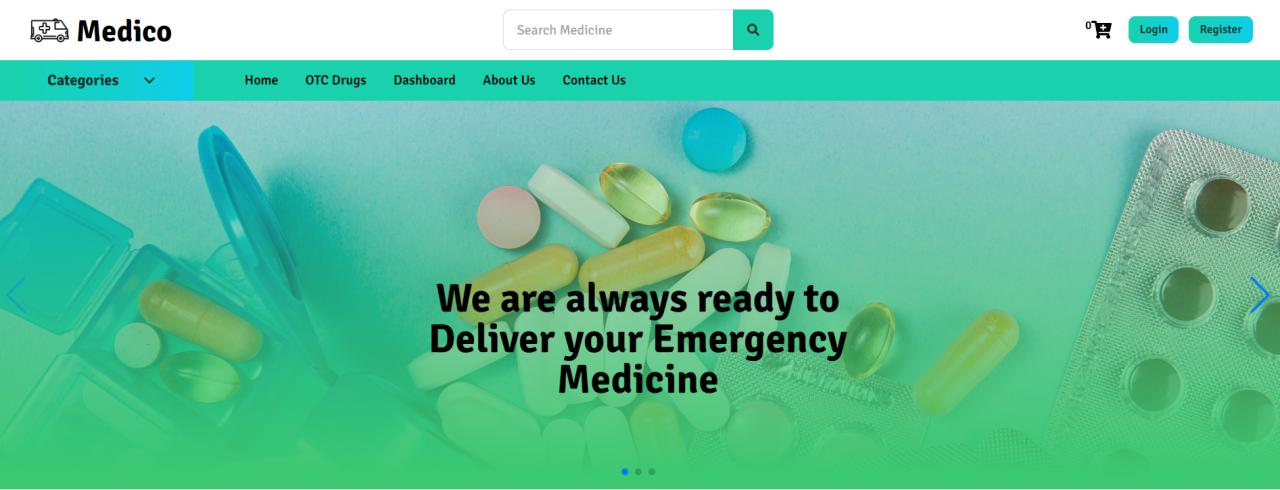 Medico
Search Medicine
0
Login
Register
Categories
Home
OTC Drugs
Dashboard
About Us
Contact Us
We are always ready to
Deliver your Emergency
Medicine